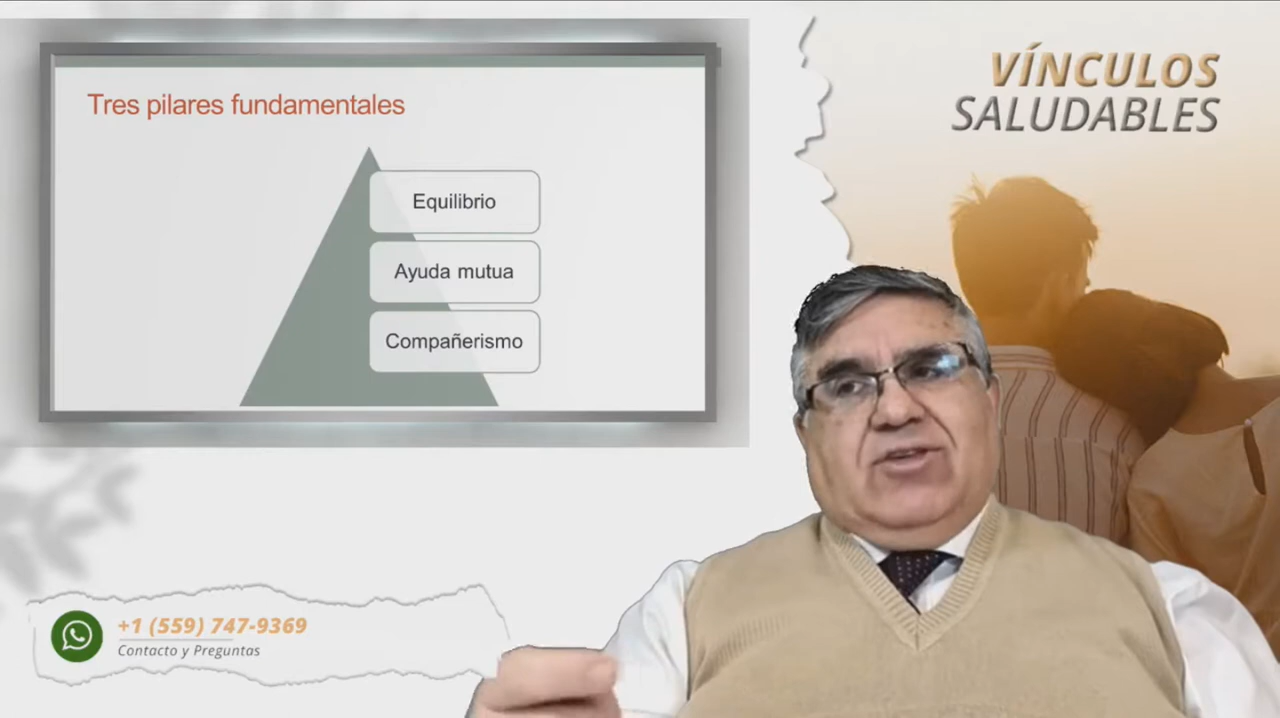 Tres pilares fundamentales
Equilibrio
Ayuda mutua
Compañerismo
VÍNCULOS
SALUDABLES
+1 (559) 747-9369
Contacto y Preguntas